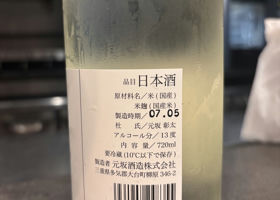 品目 日本酒
原材料名/米(国産)
米麹(国産米)
製造時期/07.05
杜 氏/元坂 彰太
アルコール分/13度
内 容 量/720ml
要冷蔵(10℃以下で保存)
製造者 元坂酒造株式会社
三重県多気郡大台町柳原 346-2